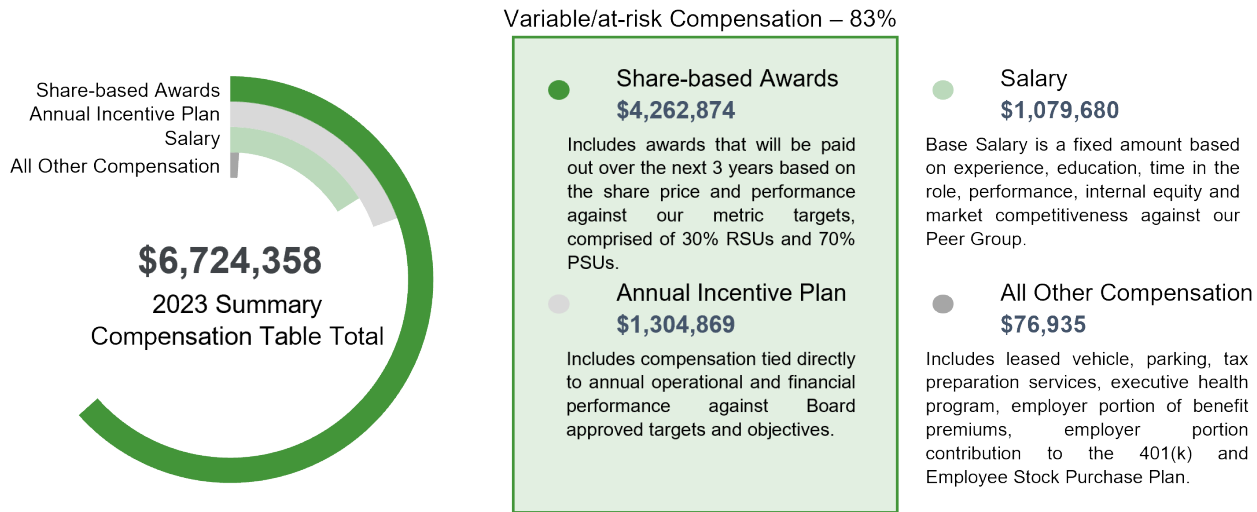 Share-based Awards
Annual Incentive Plan
Salary
All Other Compensation
$6,724,358
2023 Summary
Compensation Table Total
Variable/at-risk Compensation – 83%
Share-based Awards
$4,262,874
Includes awards that will be paid
out over the next 3 years based on
the share price and performance
against our metric targets,
comprised of 30% RSUs and 70%
PSUs.
Annual Incentive Plan
$1,304,869
Includes compensation tied directly
to annual operational and financial
performance against Board
approved targets and objectives.
Salary
$1,079,680
Base Salary is a fixed amount based
on experience, education, time in the
role, performance, internal equity and
market competitiveness against our
Peer Group.
All Other Compensation
$76,935
Includes leased vehicle, parking, tax
preparation services, executive health
program, employer portion of benefit
premiums, employer portion
contribution to the 401(k) and
Employee Stock Purchase Plan.